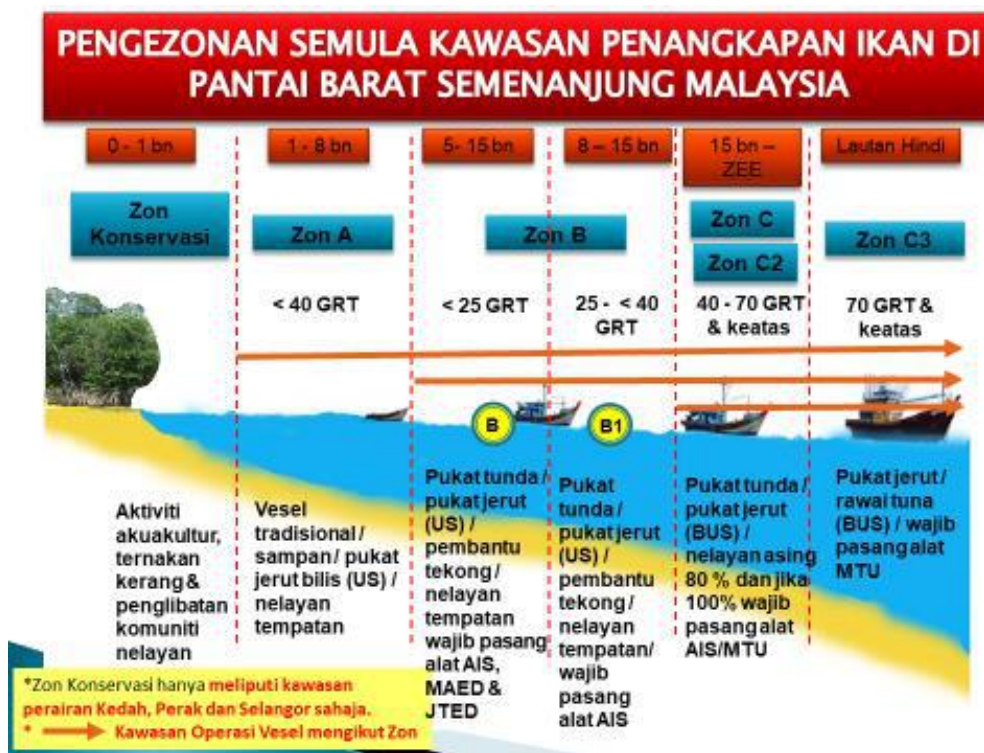 PENGEZONAN SEMULA KAWASAN PENANGKAPAN IKAN DI
PANTAI BARAT SEMENANJUNG MALAYSIA
0 - 1 bn
1 - 8 bn
5- 15 bn
8 – 15 bn
15 bn –
ZEE
Lautan Hindi
Zon
Konservasi
Zon A
Zon B
Zon C
Zon C2
Zon C3
< 40 GRT
< 25 GRT
25 - < 40
GRT
40 - 70 GRT
& keatas
70 GRT &
keatas
B
B1
Aktiviti
akuakultur,
ternakan
kerang &
penglibatan
komuniti
nelayan
Vesel
tradisional /
sampan/ pukat
jerut bilis (US) /
nelayan
tempatan
Pukat tunda /
pukat jerut
(US) /
pembantu
tekong /
nelayan
tempatan
wajib pasang
alat AIS,
MAED &
JTED
Pukat
tunda /
pukat jerut
(US) /
pembantu
tekong /
nelayan
tempatan/
wajib
pasang
alat AIS
Pukat tunda /
pukat jerut
(BUS) /
nelayan asing
80 % dan jika
100% wajib
pasang alat
AIS/MTU
Pukat jerut /
rawai tuna
(BUS) / wajib
pasang alat
MTU
*Zon Konservasi hanya meliputi kawasan
perairan Kedah, Perak dan Selangor sahaja.
* Kawasan Operasi Vesel mengikut Zon